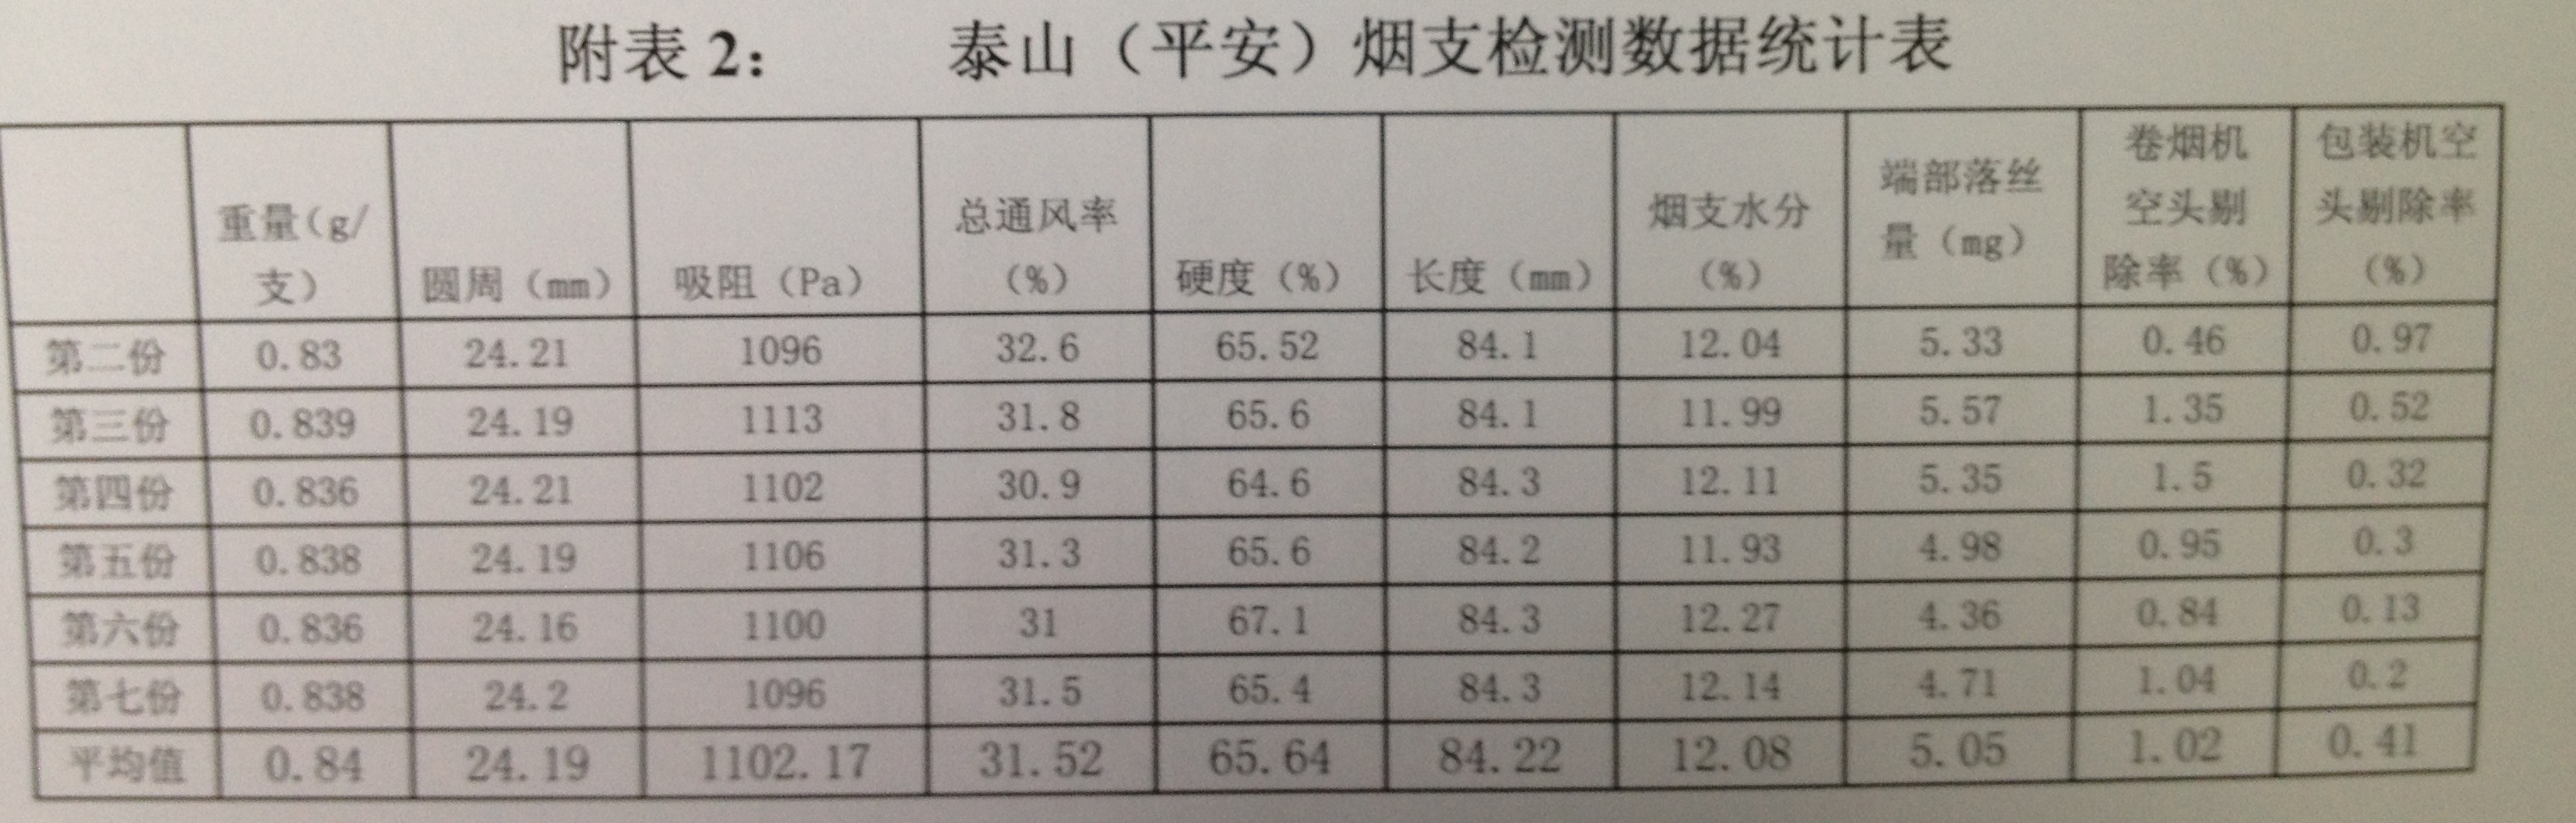 附表2： 泰山（平安）烟支检测数据统计表
重量(g/支) 圆周（mm） 吸阻（Pa） 总通风率（%） 硬度（%） 长度（mm） 烟支水分（%） 端部落丝量（mg） 卷烟机空头剔除率（%） 包装机空头剔除率（%）
第二份 0.83 24.21 1096 32.6 65.52 84.1 12.04 5.33 0.46 0.97
第三份 0.839 24.19 1113 31.8 65.6 84.1 11.99 5.57 1.35 0.52
第四份 0.836 24.21 1102 30.9 64.6 84.3 12.11 5.35 1.5 0.32
第五份 0.838 24.19 1106 31.3 65.6 84.2 11.93 4.98 0.95 0.3
第六份 0.836 24.16 1100 31 67.1 84.3 12.27 4.36 0.84 0.13
第七份 0.838 24.2 1096 31.5 65.4 84.3 12.14 4.71 1.04 0.2
平均值 0.84 24.19 1102.17 31.52 65.64 84.22 12.08 5.05 1.02 0.41